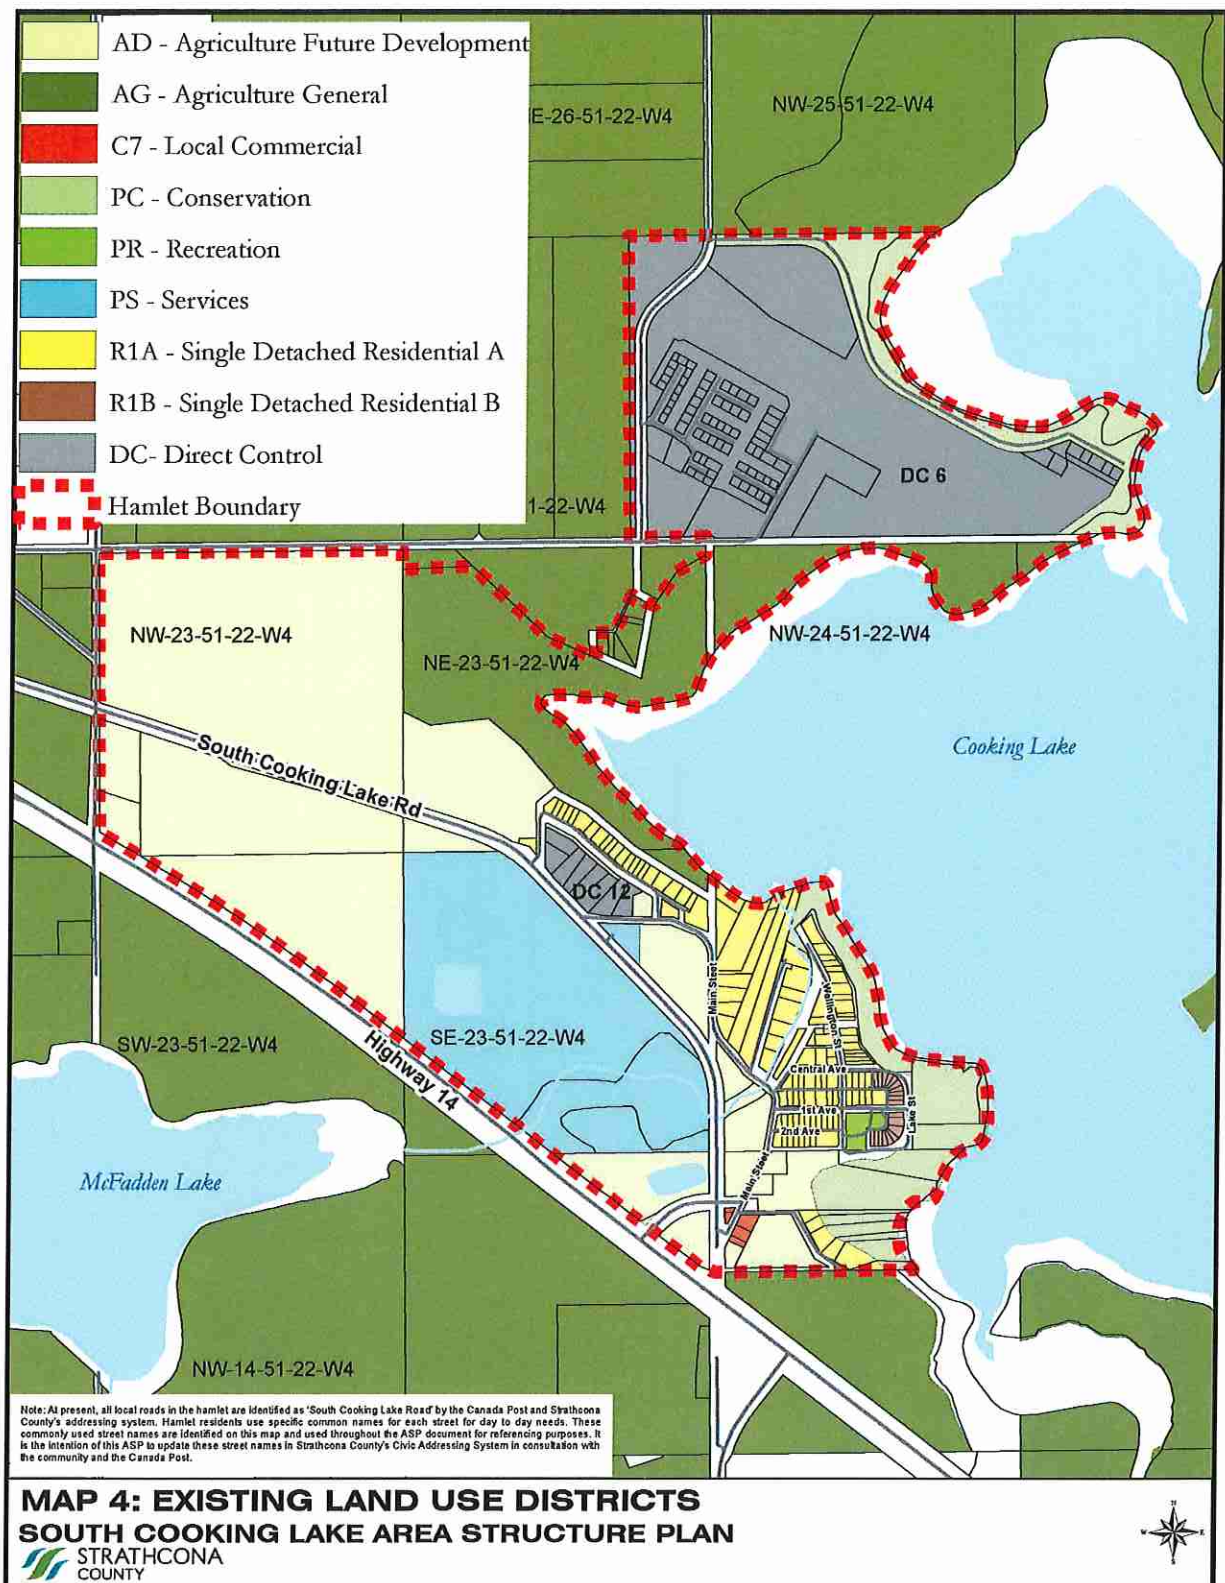 AD - Agriculture Future Development
AG - Agriculture General
C7 - Local Commercial
PC - Conservation
PR - Recreation
PS - Services
R1A - Single Detached Residential A
R1B - Single Detached Residential B
DC- Direct Control
Hamlet Boundary
E-26-51-22-W4
NW-25-51-22-W4
DC 6
1-22-W4
NW-23-51-22-W4
NE-23-51-22-W4
NW-24-51-22-W4
Cooking Lake
South Cooking Lake Rd
DC 12
Main Street
Wellington St
SW-23-51-22-W4
SE-23-51-22-W4
Highway 14
Central Ave
1st Ave
2nd Ave
Lake St
Main Street
McFadden Lake
NW-14-51-22-W4
Note: At present, all local roads in the hamlet are identified as 'South Cooking Lake Road' by the Canada Post and Strathcona
County's addressing system. Hamlet residents use specific common names for each street for day to day needs. These
commonly used street names are identified on this map and used throughout the ASP document for referencing purposes. It
is the intention of this ASP to update these street names in Strathcona County's Civic Addressing System in consultation with
the community and the Canada Post.
MAP 4: EXISTING LAND USE DISTRICTS
SOUTH COOKING LAKE AREA STRUCTURE PLAN
STRATHCONA
COUNTY
N
W
E
S